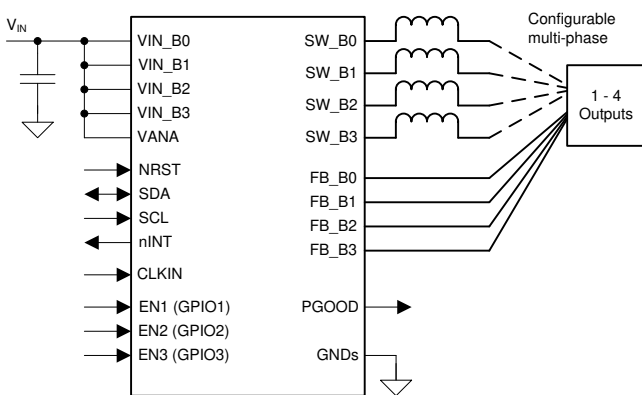 VIN
VIN_B0
VIN_B1
VIN_B2
VIN_B3
VANA
NRST
SDA
SCL
nINT
CLKIN
EN1 (GPIO1)
EN2 (GPIO2)
EN3 (GPIO3)
SW_B0
SW_B1
SW_B2
SW_B3
FB_B0
FB_B1
FB_B2
FB_B3
PGOOD
GNDs
Configurable
multi-phase
1 - 4
Outputs